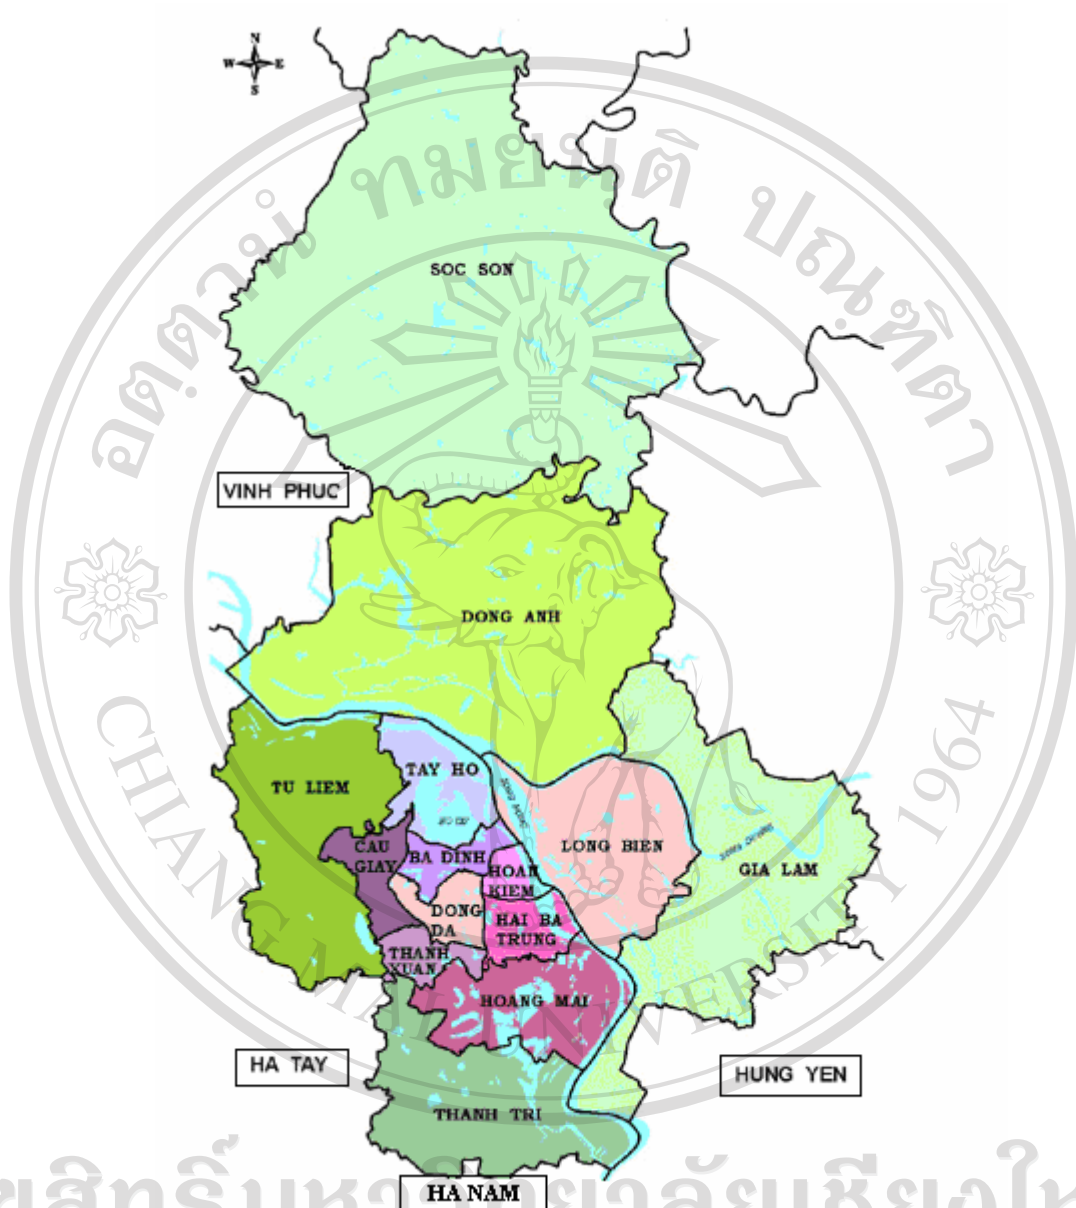 N
W E
S
SOC SON
VINH PHUC
DONG ANH
TAY HO
TU LIEM
CAU
GIAY
BA DINH
LONG BIEN
HOAN
KIEM
GIA LAM
DONG
DA
HAI BA
TRUNG
THANH
XUAN
HOANG MAI
HA TAY
HUNG YEN
THANH TRI
HA NAM
CHIANG MAI UNIVERSITY 1964